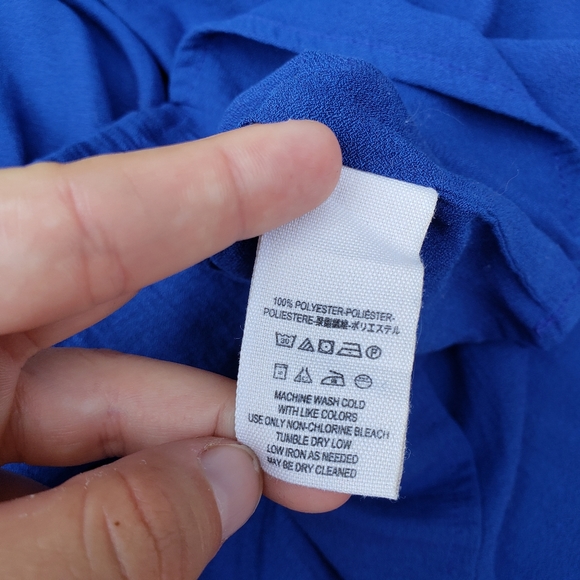 100% POLYESTER-POLIÉSTER-
POLIESTERE-聚酯纖維-ポリエステル
MACHINE WASH COLD
WITH LIKE COLORS
USE ONLY NON-CHLORINE BLEACH
TUMBLE DRY LOW
LOW IRON AS NEEDED
MAY BE DRY CLEANED